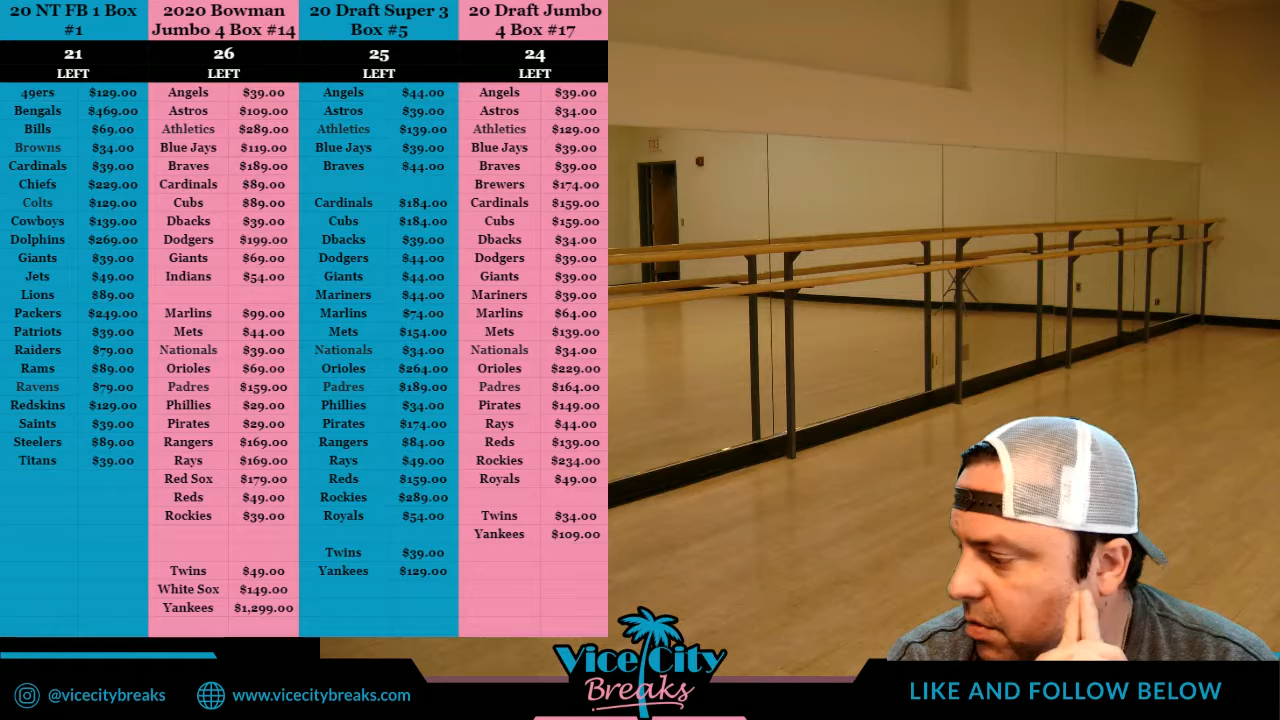 20 NT FB 1 Box
#1
21
LEFT
49ers $129.00
Bengals $469.00
Bills $69.00
Browns $34.00
Cardinals $39.00
Chiefs $229.00
Colts $129.00
Cowboys $139.00
Dolphins $269.00
Giants $39.00
Jets $49.00
Lions $89.00
Packers $249.00
Patriots $39.00
Raiders $79.00
Rams $89.00
Ravens $79.00
Redskins $129.00
Saints $39.00
Steelers $89.00
Titans $39.00
2020 Bowman
Jumbo 4 Box #14
26
LEFT
Angels $39.00
Astros $109.00
Athletics $289.00
Blue Jays $119.00
Braves $189.00
Cardinals $89.00
Cubs $89.00
Dbacks $39.00
Dodgers $199.00
Giants $69.00
Indians $54.00
Marlins $99.00
Mets $44.00
Nationals $39.00
Orioles $69.00
Padres $159.00
Phillies $29.00
Pirates $29.00
Rangers $169.00
Rays $169.00
Red Sox $179.00
Reds $49.00
Rockies $39.00
Twins $49.00
White Sox $149.00
Yankees $1,299.00
20 Draft Super 3
Box #5
25
LEFT
Angels $44.00
Astros $39.00
Athletics $139.00
Blue Jays $39.00
Braves $44.00
Cardinals $184.00
Cubs $184.00
Dbacks $39.00
Dodgers $44.00
Giants $44.00
Mariners $44.00
Marlins $74.00
Mets $154.00
Nationals $34.00
Orioles $264.00
Padres $189.00
Phillies $34.00
Pirates $174.00
Rangers $84.00
Rays $49.00
Reds $159.00
Rockies $289.00
Royals $54.00
Twins $39.00
Yankees $129.00
20 Draft Jumbo
4 Box #17
24
LEFT
Angels $39.00
Astros $34.00
Athletics $129.00
Blue Jays $39.00
Braves $39.00
Brewers $174.00
Cardinals $159.00
Cubs $159.00
Dbacks $34.00
Dodgers $39.00
Giants $39.00
Mariners $39.00
Marlins $64.00
Mets $139.00
Nationals $34.00
Orioles $229.00
Padres $164.00
Pirates $149.00
Rays $44.00
Reds $139.00
Rockies $234.00
Royals $49.00
Twins $34.00
Yankees $109.00
@vicecitybreaks
www.vicecitybreaks.com
Vice City
Breaks
LIKE AND FOLLOW BELOW